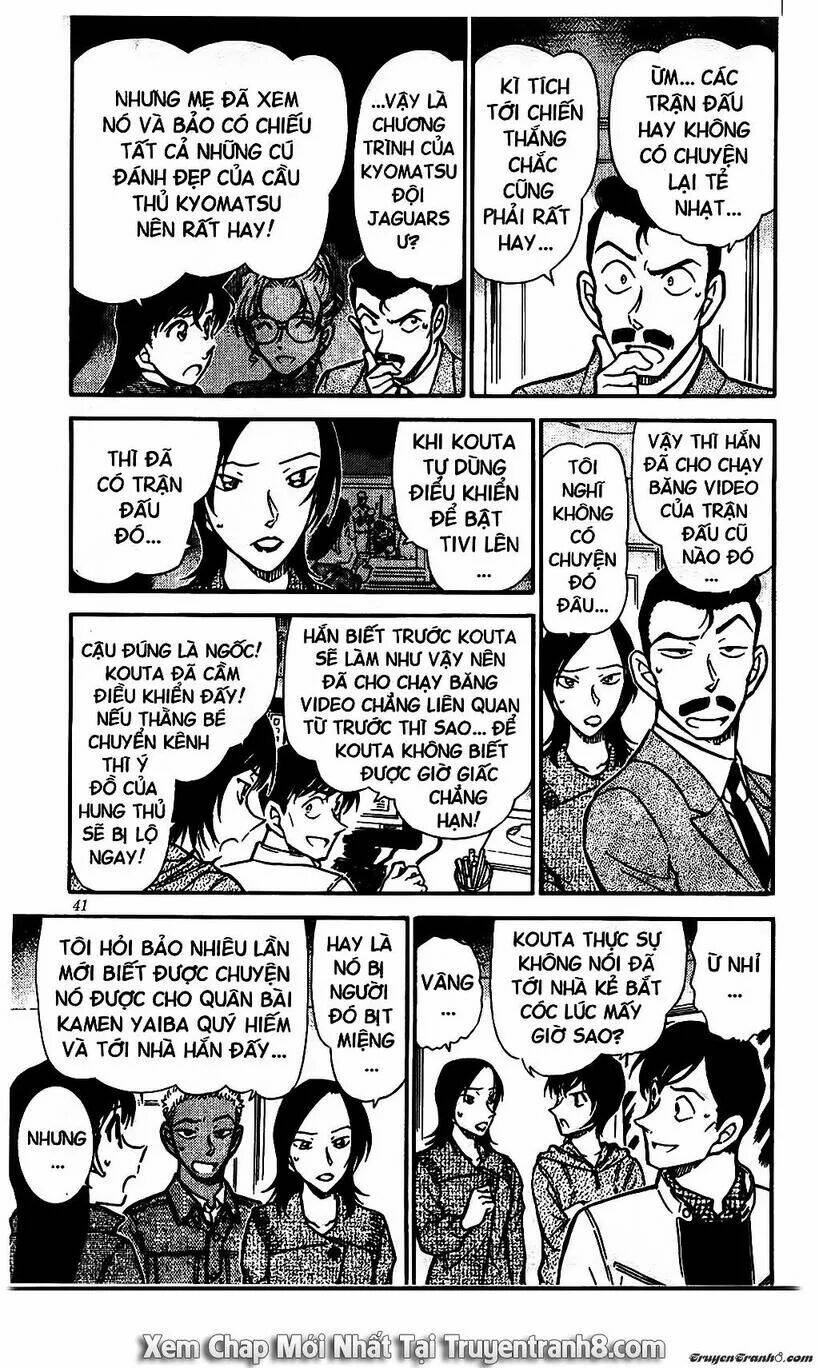 ỪM... CÁC
TRẬN ĐẤU
HAY KHÔNG
CÓ CHUYỆN
LẠI TẺ
NHẠT...
KÌ TÍCH
TỚI CHIẾN
THẮNG
CHẮC
CŨNG
PHẢI RẤT
HAY...
...VẬY LÀ
CHƯƠNG
TRÌNH CỦA
KYOMATSU
ĐỘI
JAGUARS
Ư?
NHƯNG MẸ ĐÃ XEM
NÓ VÀ BẢO CÓ CHIẾU
TẤT CẢ NHỮNG CÚ
ĐÁNH ĐẸP CỦA CẦU
THỦ KYOMATSU
NÊN RẤT HAY!
VẬY THÌ HẮN
ĐÃ CHO CHẠY
BĂNG VIDEO
CỦA TRẬN
ĐẤU CŨ
NÀO ĐÓ
...
TÔI
NGHĨ
KHÔNG
CÓ
CHUYỆN
ĐÓ
ĐÂU...
KHI KOUTA
TỰ DÙNG
ĐIỂU KHIỂN
ĐỂ BẬT
TIVI LÊN
...
THÌ ĐÃ
CÓ TRẬN
ĐẤU
ĐÓ...
HẮN BIẾT TRƯỚC KOUTA
SẼ LÀM NHƯ VẬY NÊN
ĐÃ CHO CHẠY BĂNG
VIDEO CHẲNG LIÊN QUAN
TỪ TRƯỚC THÌ SAO... ĐỂ
KOUTA KHÔNG BIẾT
ĐƯỢC GIỜ GIẤC
CHẲNG
HẠN!
CẬU ĐÚNG LÀ NGỐC!
KOUTA ĐÃ CẦM
ĐIỀU KHIỂN ĐẤY!
NẾU THẰNG BÉ
CHUYỂN KÊNH
THÌ Ý
ĐỒ CỦA
HUNG THỦ
SẼ BỊ LỘ
NGAY!
41
Ừ NHỈ
...
KOUTA THỰC SỰ
KHÔNG NÓI ĐÃ
TỚI NHÀ KẺ BẮT
CÓC LÚC MẤY
GIỜ SAO?
VÂNG
...
HAY LÀ
NÓ BỊ
NGƯỜI
ĐÓ BỊT
MIỆNG
...
TÔI HỎI BẢO NHIÊU LẦN
MỚI BIẾT ĐƯỢC CHUYỆN
NÓ ĐƯỢC CHO QUÂN BÀI
KAMEN YAIBA QUÝ HIẾM
VÀ TỚI NHÀ HẮN ĐẤY...
NHƯNG
...
Xem Chap Mới Nhất Tại Truyentranh8.com
TruyenTranh8.com